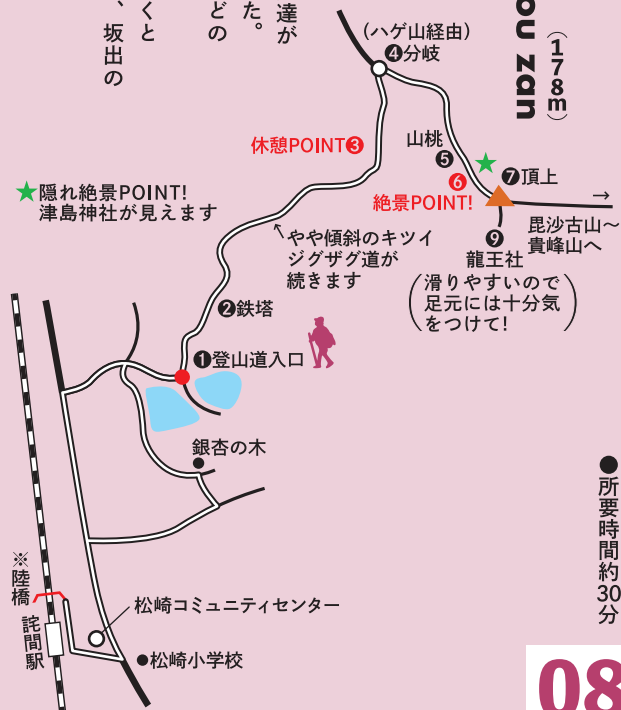 達が
た。
どの
くと
、坂出の
ou zan
(178m)
(ハゲ山経由)
❹分岐
休憩POINT❸
山桃
❺
❻
絶景POINT!
★
❼頂上
→
毘沙古山〜
貴峰山へ
❾
龍王社
(滑りやすいので
足元には十分気
をつけて!)
★隠れ絶景POINT!
津島神社が見えます
↑やや傾斜のキツイ
ジグザグ道が
続きます
❷鉄塔
❶登山道入口
銀杏の木
●所要時間約30分
※陸橋
詫間駅
松崎コミュニティセンター
●松崎小学校
08